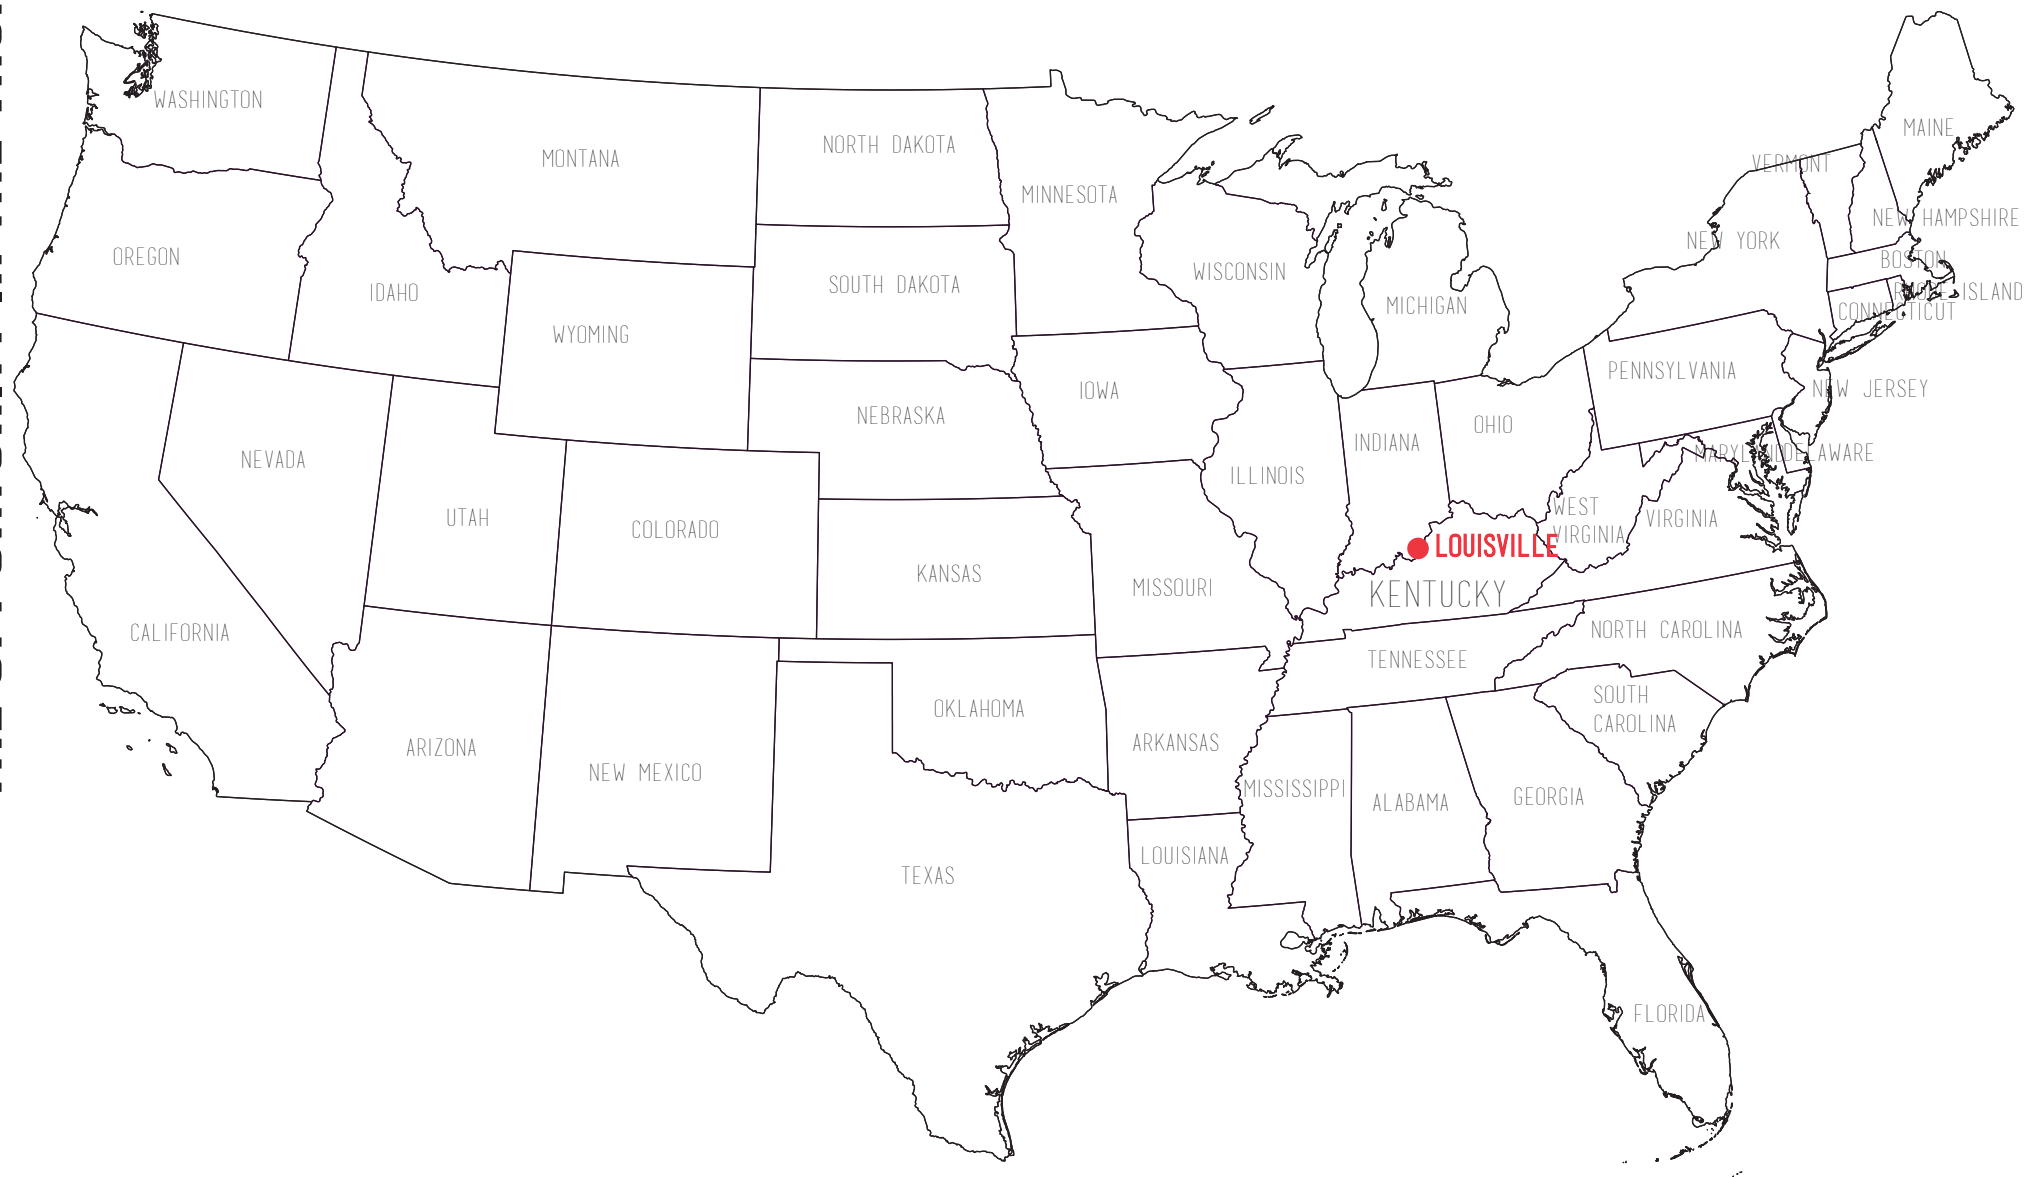 WASHINGTON
MONTANA
NORTH DAKOTA
MINNESOTA
MAINE
VERMONT
NEW HAMPSHIRE
NEW YORK
BOSTON
RHODE ISLAND
CONNECTICUT
OREGON
IDAHO
WYOMING
SOUTH DAKOTA
WISCONSIN
MICHIGAN
PENNSYLVANIA
NEW JERSEY
NEBRASKA
IOWA
ILLINOIS
INDIANA
OHIO
MARYLAND
DELAWARE
NEVADA
UTAH
COLORADO
KANSAS
MISSOURI
WEST
VIRGINIA
VIRGINIA
LOUISVILLE
KENTUCKY
CALIFORNIA
ARIZONA
NEW MEXICO
OKLAHOMA
ARKANSAS
TENNESSEE
NORTH CAROLINA
SOUTH
CAROLINA
MISSISSIPPI
ALABAMA
GEORGIA
TEXAS
LOUISIANA
FLORIDA